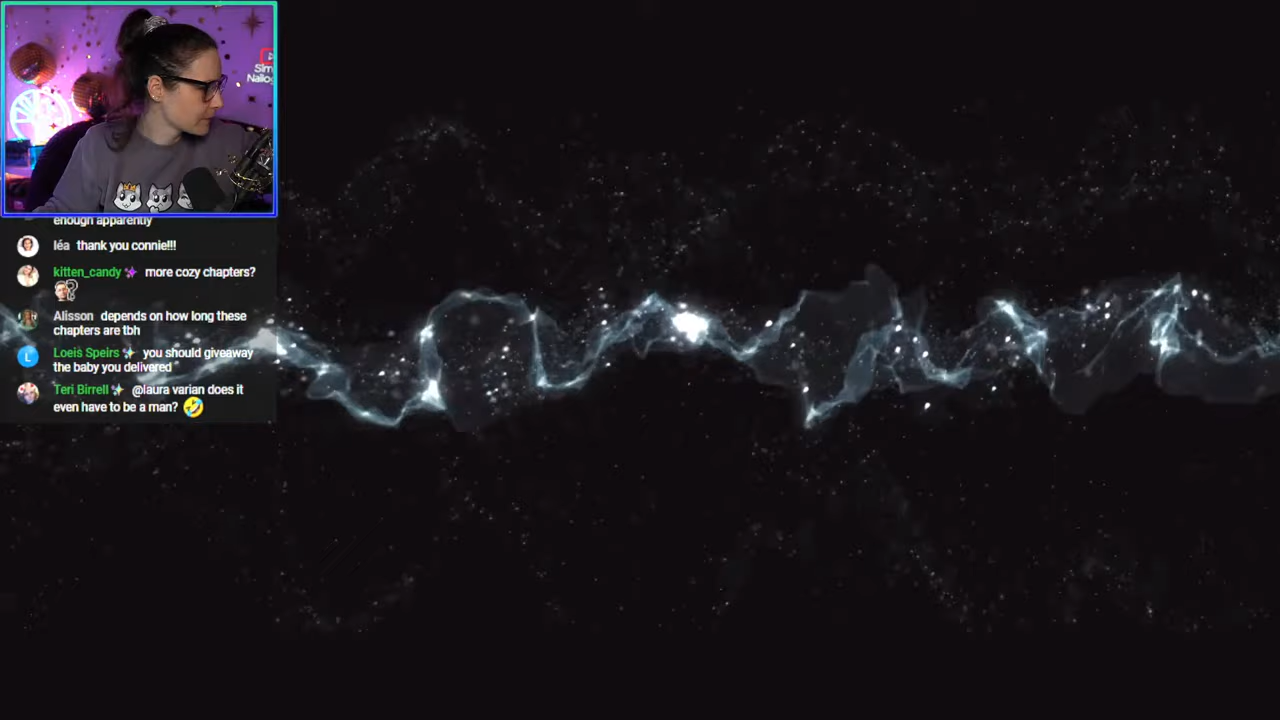 Sim
Nailo
enough apparently
léa thank you connie!!!
kitten_candy more cozy chapters?
Alisson depends on how long these
chapters are tbh
Loeis Speirs you should giveaway
the baby you delivered
L
Teri Birrell @laura varian does it
even have to be a man?